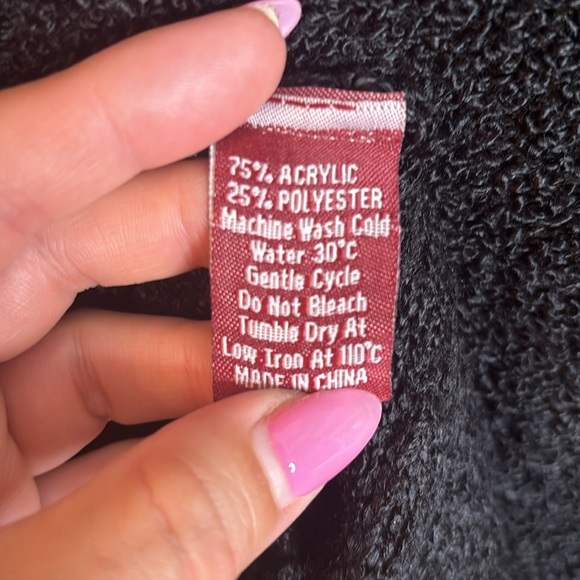 75% ACRYLIC
25% POLYESTER
Machine Wash Cold
Water 30°C
Gentle Cycle
Do Not Bleach
Tumble Dry At
Low Iron At 110°C
MADE IN CHINA